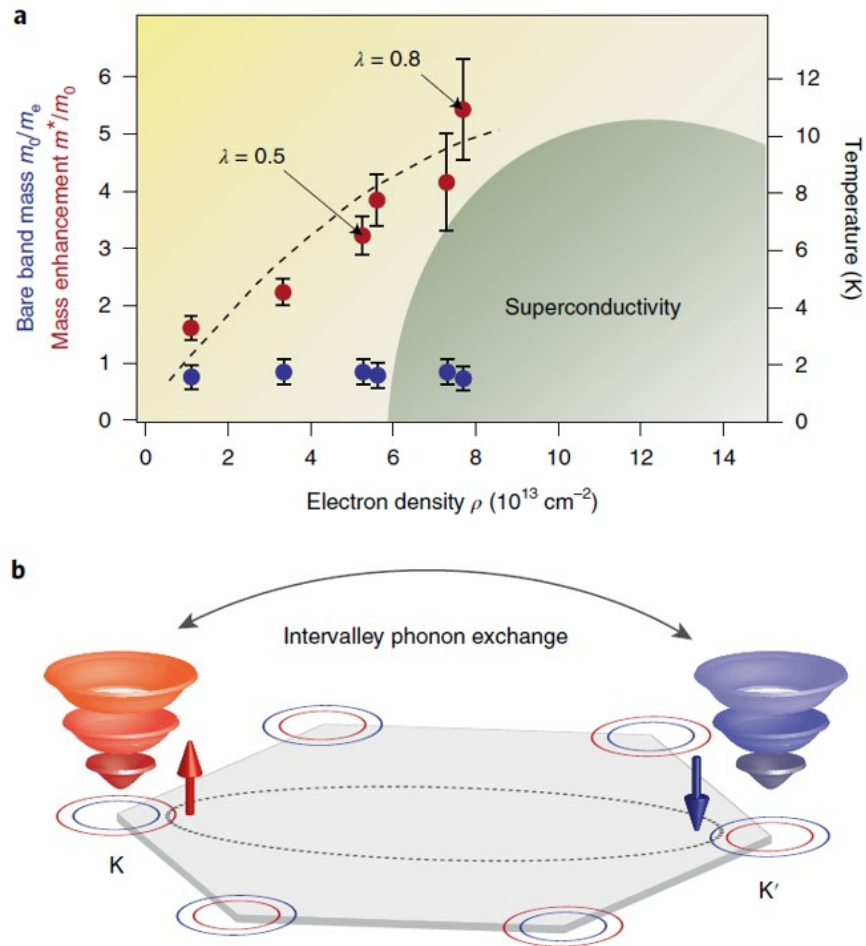 a
Bare band mass m₀/mₑ
Mass enhancement m*/m₀
6
5
4
3
2
1
0
λ = 0.8
λ = 0.5
Superconductivity
12
10
8
6
4
2
0
Temperature (K)
0 2 4 6 8 10 12 14
Electron density ρ (10¹³ cm⁻²)
b
Intervalley phonon exchange
K
K′